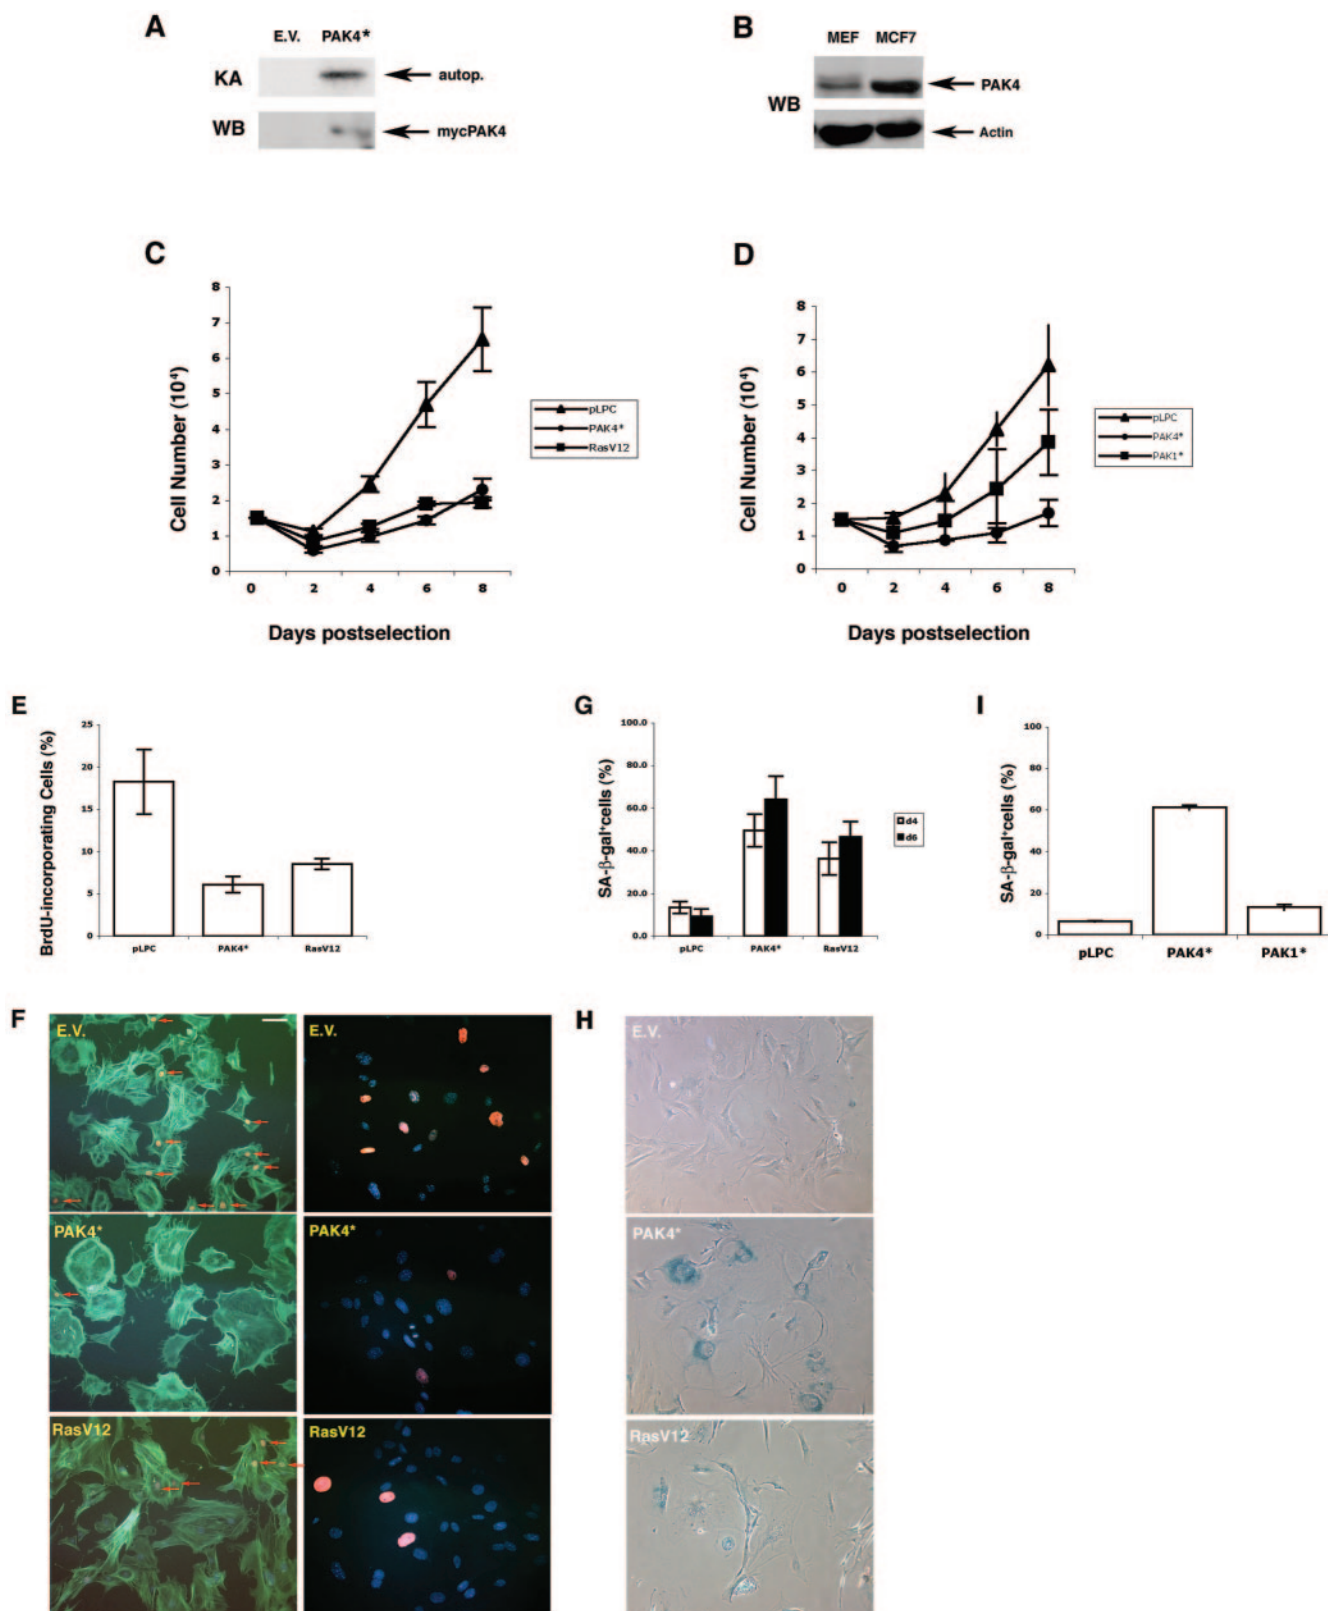 A
E.V. PAK4*
KA
autop.
WB
mycPAK4
B
MEF MCF7
WB
PAK4
Actin
C
Cell Number (10⁴)
8
7
6
5
4
3
2
1
0
0 2 4 6 8
Days postselection
pLPC
PAK4*
RasV12
D
Cell Number (10⁴)
8
7
6
5
4
3
2
1
0
0 2 4 6 8
Days postselection
pLPC
PAK4*
PAK1*
E
BrdU-incorporating Cells (%)
25
20
15
10
5
0
pLPC PAK4* RasV12
G
SA-β-gal⁺cells (%)
100.0
80.0
60.0
40.0
20.0
0.0
pLPC PAK4* RasV12
d4
d6
I
SA-β-gal⁺cells (%)
100
80
60
40
20
0
pLPC PAK4* PAK1*
F
E.V.
E.V.
PAK4*
PAK4*
RasV12
RasV12
H
E.V.
PAK4*
RasV12